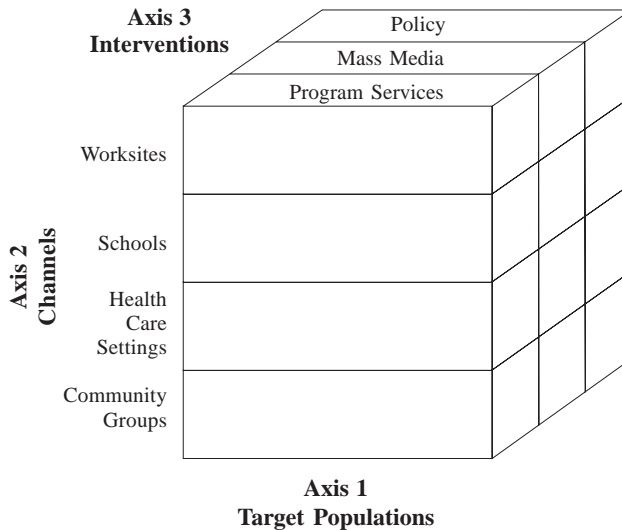 Axis 3
Interventions
Policy
Mass Media
Program Services
Worksites
Schools
Health
Care
Settings
Community
Groups
Axis 2
Channels
Axis 1
Target Populations